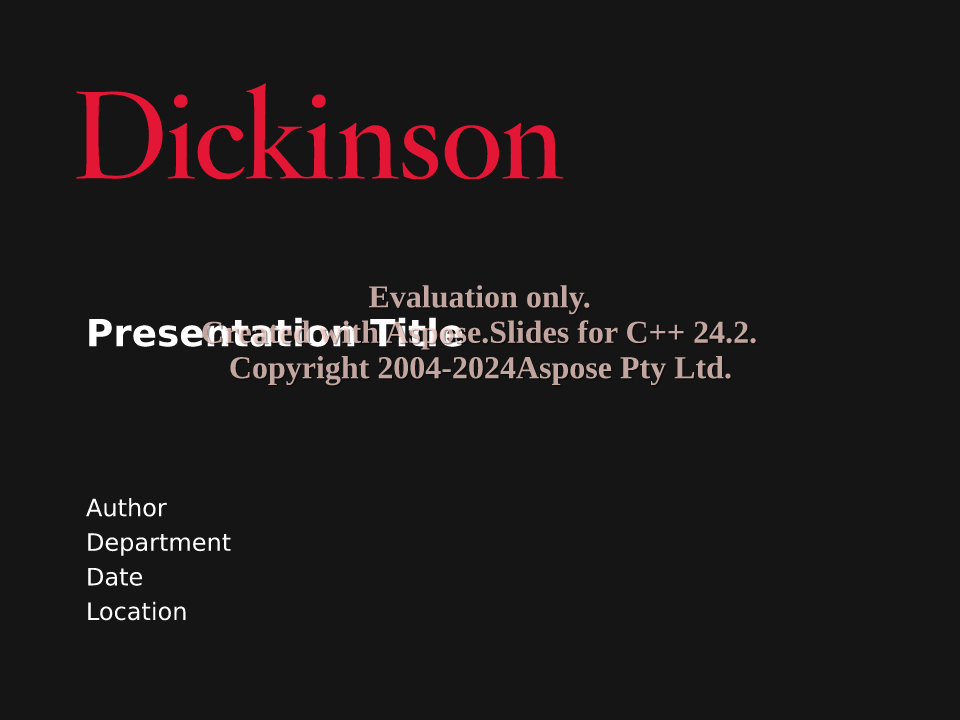 Dickinson
Evaluation only.
Presentation Title
Created with Aspose.Slides for C++ 24.2.
Copyright 2004-2024Aspose Pty Ltd.
Author
Department
Date
Location